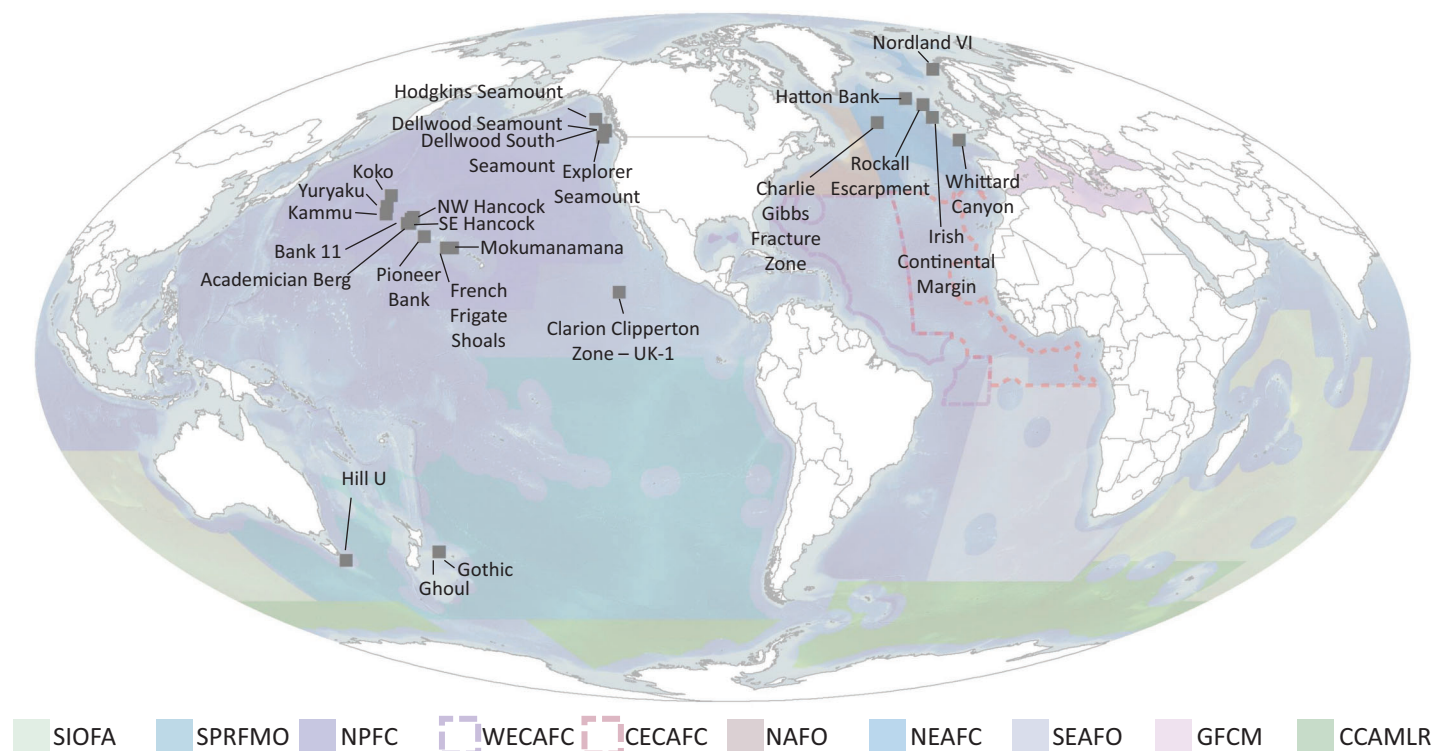 Nordland VI
Hodgkins Seamount
Hatton Bank
Dellwood Seamount
Dellwood South
Seamount
Explorer
Seamount
Rockall
Escarpment
Charlie
Gibbs
Fracture
Zone
Whittard
Canyon
Irish
Continental
Margin
Koko
Yuryaku
Kammu
NW Hancock
SE Hancock
Bank 11
Mokumanamana
Academician Berg
Pioneer
Bank
French
Frigate
Shoals
Clarion Clipperton
Zone – UK-1
Hill U
Gothic
Ghoul
SIOFA
SPRFMO
NPFC
WECAFC
CECAFC
NAFO
NEAFC
SEAFO
GFCM
CCAMLR